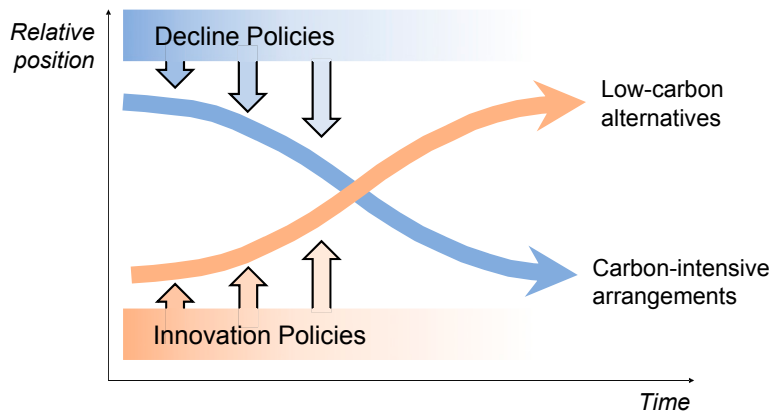 Relative
position
Decline Policies
Low-carbon
alternatives
Carbon-intensive
arrangements
Innovation Policies
Time